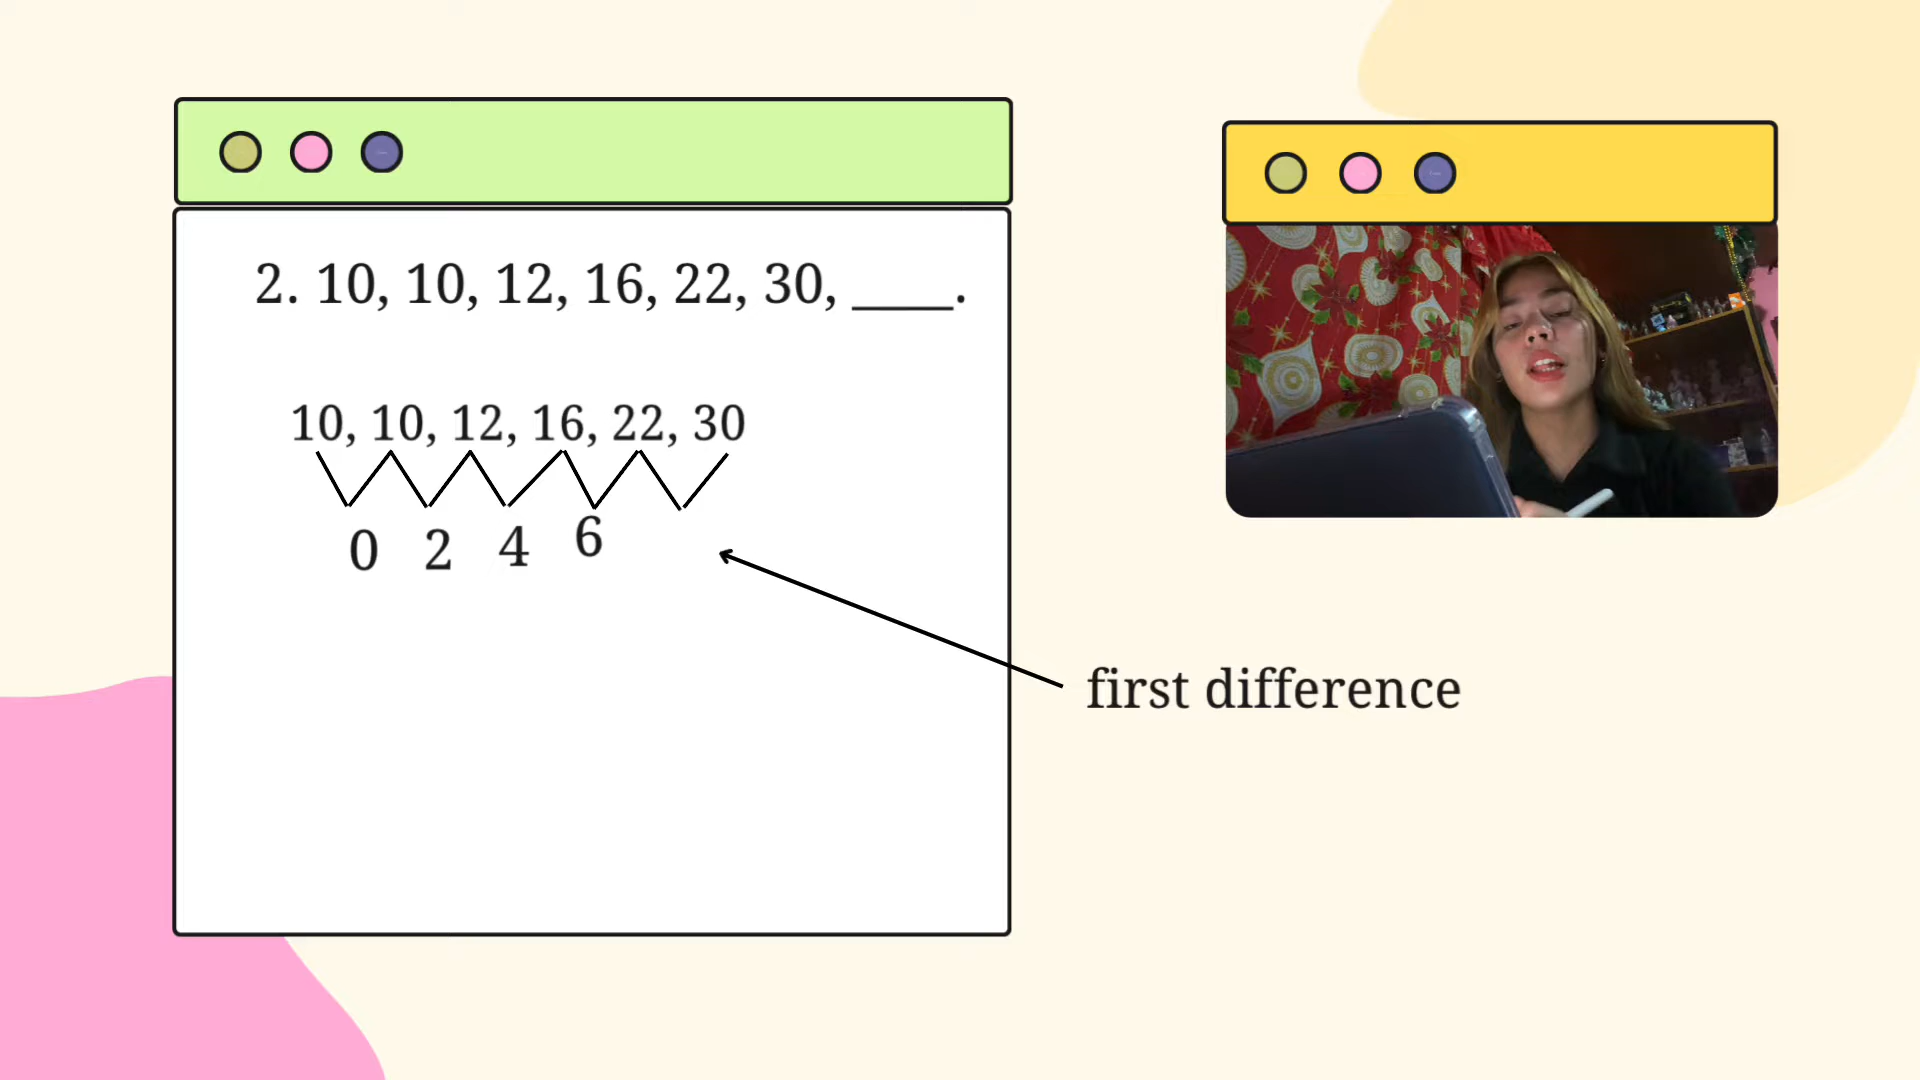 2. 10, 10, 12, 16, 22, 30, _____.
10, 10, 12, 16, 22, 30
0 2 4 6
first difference